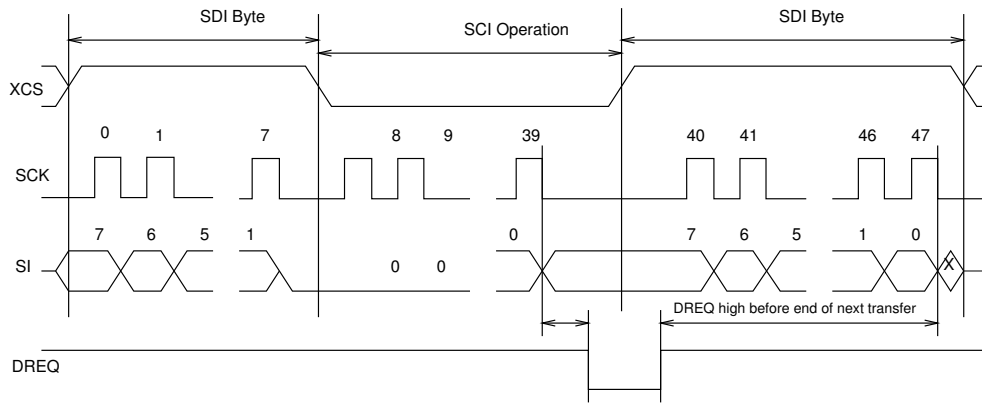 SDI Byte SCI Operation SDI Byte
XCS
0 1 7 8 9 39 40 41 46 47
SCK
7 6 5 1 0 7 6 5 1 0
SI
0 0 X
DREQ high before end of next transfer
DREQ